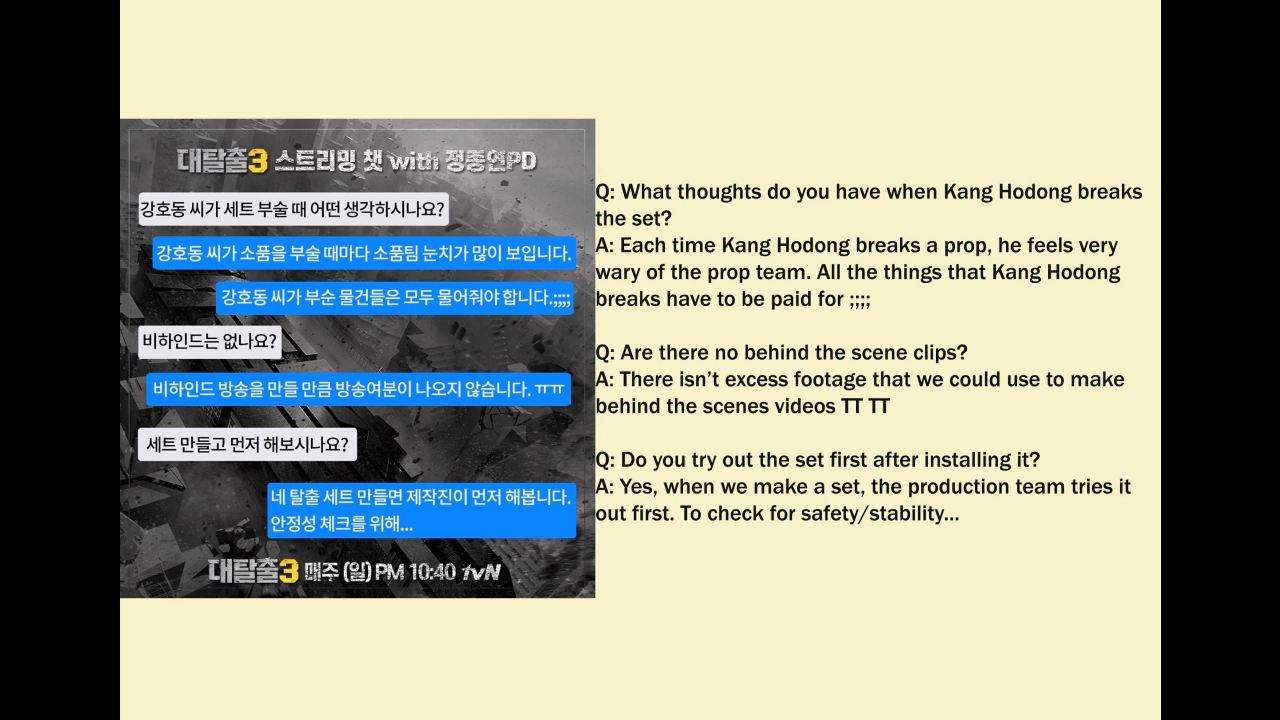 대탈출3 스트리밍 챗 with 정종연PD
강호동 씨가 세트 부술 때 어떤 생각하시나요?
강호동 씨가 소품을 부술 때마다 소품팀 눈치가 많이 보입니다.
강호동 씨가 부순 물건들은 모두 물어줘야 합니다.;;;;
비하인드는 없나요?
비하인드 방송을 만들 만큼 방송여분이 나오지 않습니다. ㅠㅠ
세트 만들고 먼저 해보시나요?
네 탈출 세트 만들면 제작진이 먼저 해봅니다.
안정성 체크를 위해...
대탈출3 매주 (일) PM 10:40 tvN
Q: What thoughts do you have when Kang Hodong breaks
the set?
A: Each time Kang Hodong breaks a prop, he feels very
wary of the prop team. All the things that Kang Hodong
breaks have to be paid for ;;;;
Q: Are there no behind the scene clips?
A: There isn’t excess footage that we could use to make
behind the scenes videos TT TT
Q: Do you try out the set first after installing it?
A: Yes, when we make a set, the production team tries it
out first. To check for safety/stability...